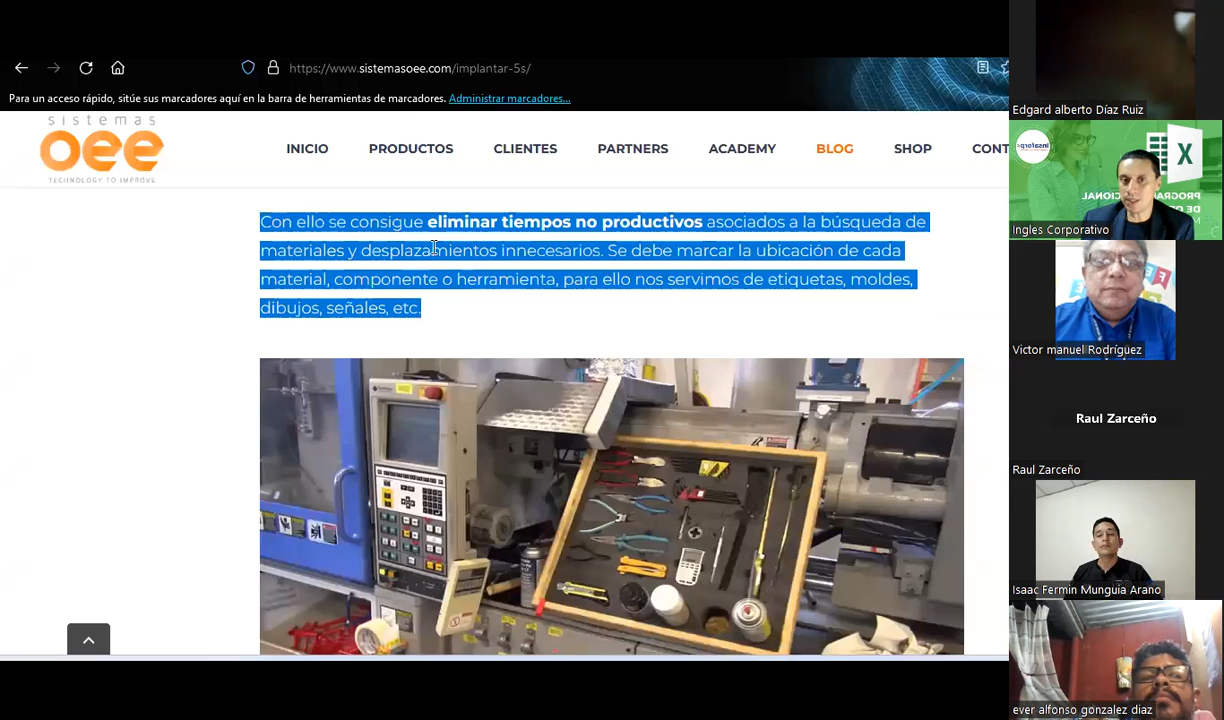 https://www.sistemasoee.com/implantar-5s/
Para un acceso rápido, sitúe sus marcadores aquí en la barra de herramientas de marcadores. Administrar marcadores...
sistemas
oee
TECHNOLOGY TO IMPROVE
INICIO PRODUCTOS CLIENTES PARTNERS ACADEMY BLOG SHOP CONT
Con ello se consigue eliminar tiempos no productivos asociados a la búsqueda de
materiales y desplazamientos innecesarios. Se debe marcar la ubicación de cada
material, componente o herramienta, para ello nos servimos de etiquetas, moldes,
dibujos, señales, etc.
Edgard alberto Díaz Ruiz
X
Ingles Corporativo
Victor manuel Rodríguez
Raul Zarceño
Raul Zarceño
Isaac Fermin Munguia Arano
ever alfonso gonzalez diaz